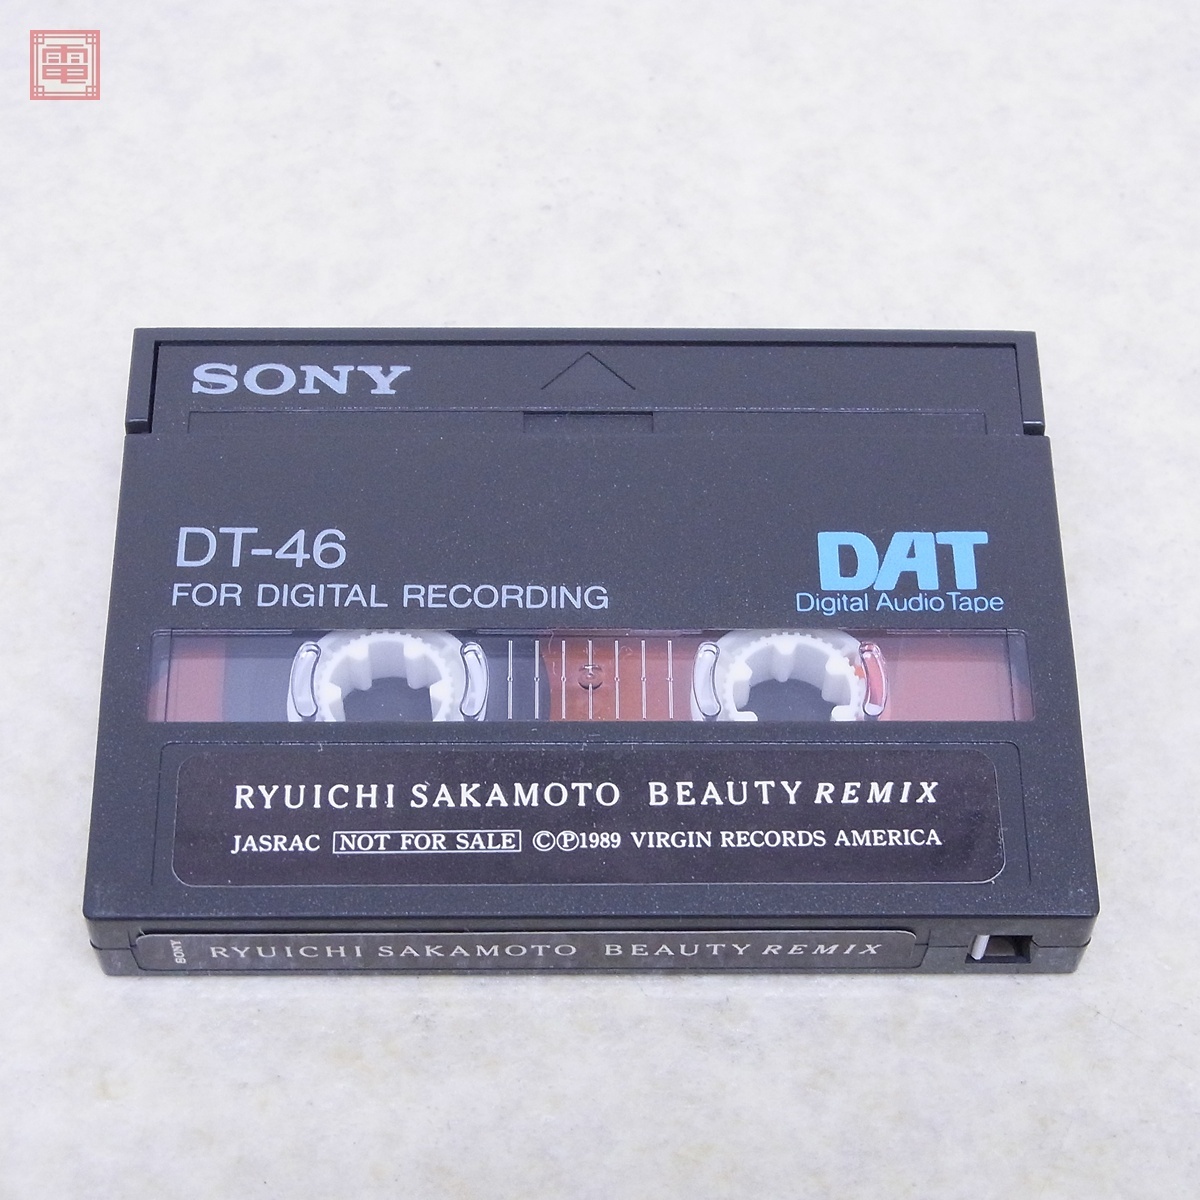 電
SONY
DT-46
FOR DIGITAL RECORDING
DAT
Digital Audio Tape
RYUICHI SAKAMOTO BEAUTY REMIX
JASRAC NOT FOR SALE ©℗1989 VIRGIN RECORDS AMERICA
SONY RYUICHI SAKAMOTO BEAUTY REMIX